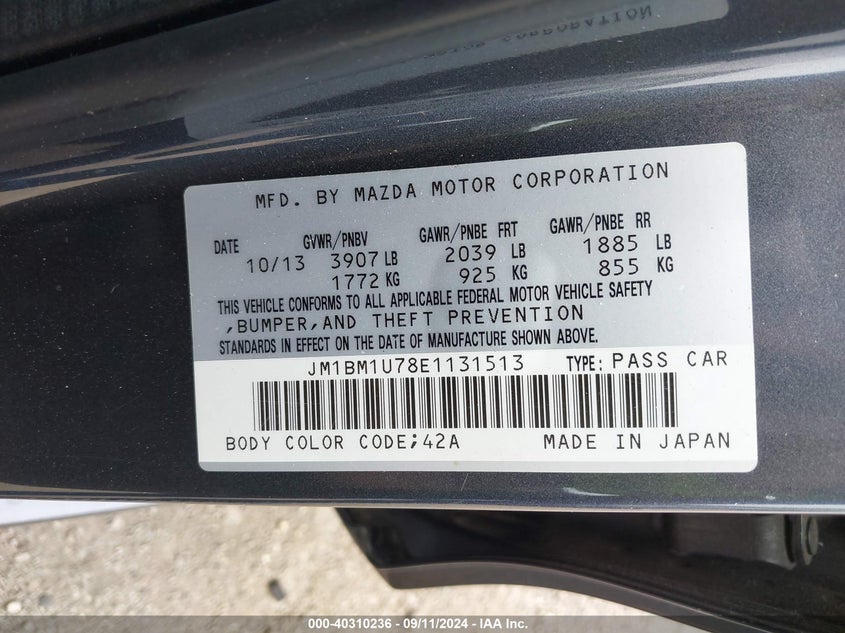 MFD. BY MAZDA MOTOR CORPORATION
DATE GVWR/PNBV GAWR/PNBE FRT GAWR/PNBE RR
10/13 3907 LB 2039 LB 1885 LB
1772 KG 925 KG 855 KG
THIS VEHICLE CONFORMS TO ALL APPLICABLE FEDERAL MOTOR VEHICLE SAFETY
,BUMPER,AND THEFT PREVENTION
STANDARDS IN EFFECT ON THE DATE OF MANUFACTURE SHOWN ABOVE.
JM1BM1U78E1131513 TYPE: PASS CAR
BODY COLOR CODE;42A MADE IN JAPAN
000-40310236 - 09/11/2024 - IAA Inc.